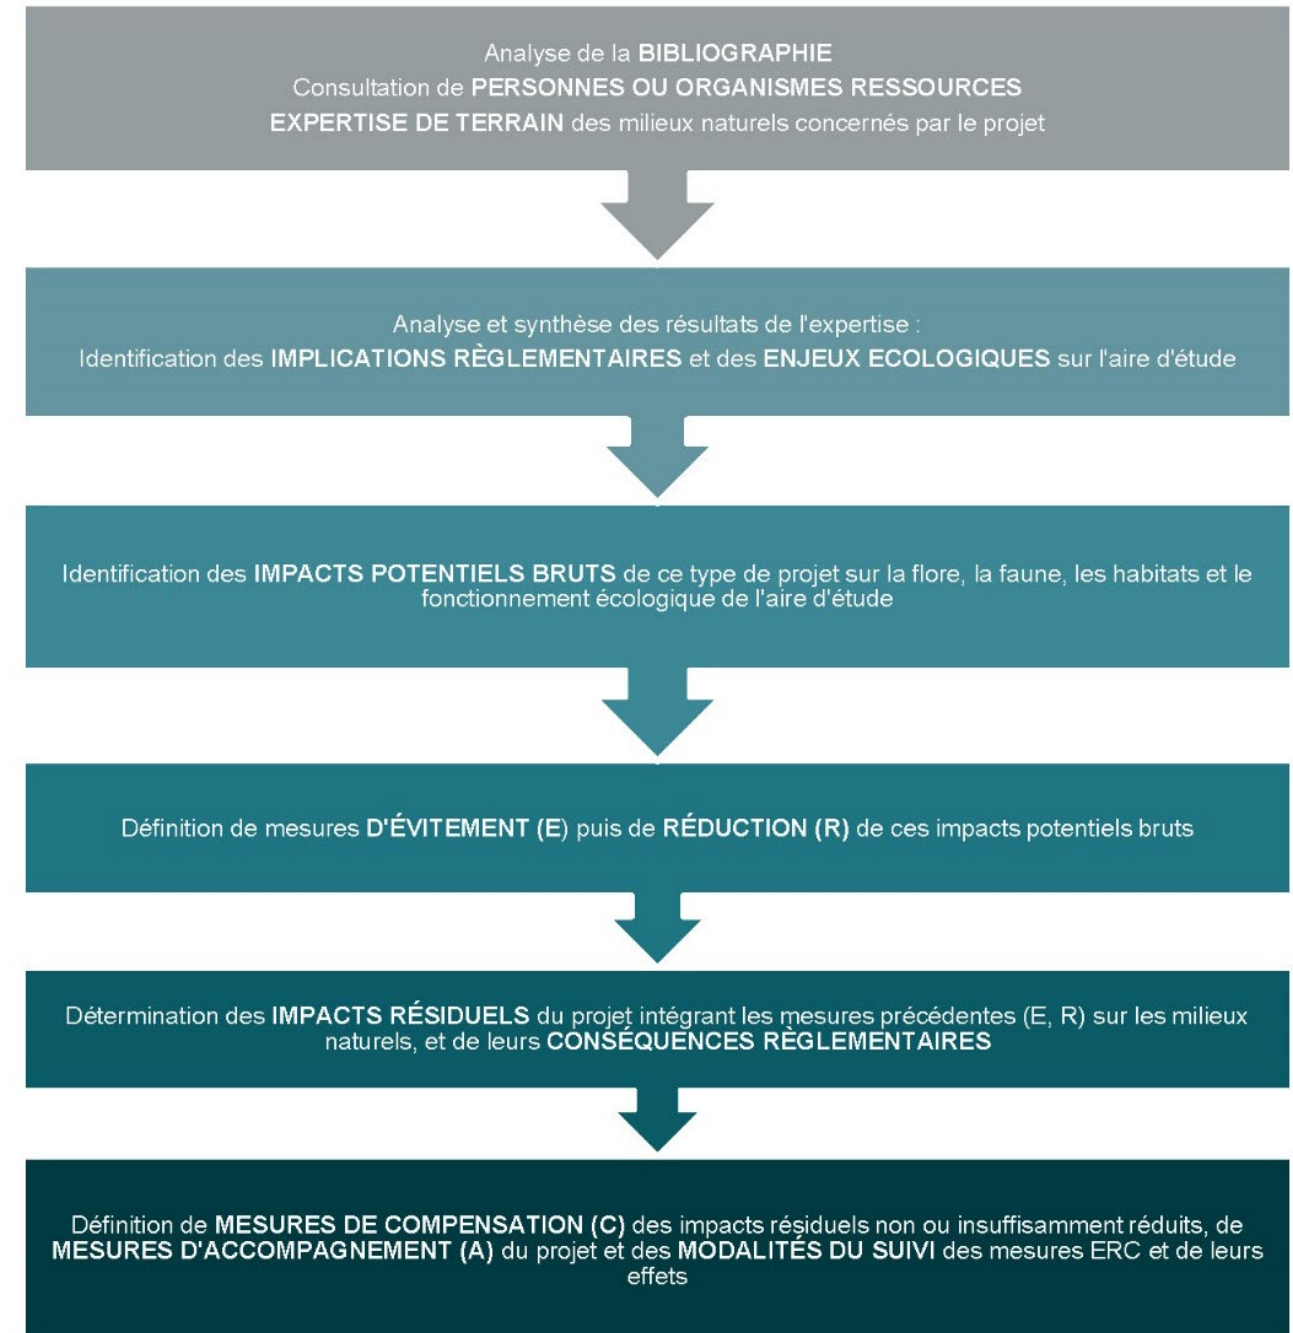 Analyse de la BIBLIOGRAPHIE
Consultation de PERSONNES OU ORGANISMES RESSOURCES
EXPERTISE DE TERRAIN des milieux naturels concernés par le projet
Analyse et synthèse des résultats de l'expertise :
Identification des IMPLICATIONS RÈGLEMENTAIRES et des ENJEUX ECOLOGIQUES sur l'aire d'étude
Identification des IMPACTS POTENTIELS BRUTS de ce type de projet sur la flore, la faune, les habitats et le
fonctionnement écologique de l'aire d'étude
Définition de mesures D'ÉVITEMENT (E) puis de RÉDUCTION (R) de ces impacts potentiels bruts
Détermination des IMPACTS RÉSIDUELS du projet intégrant les mesures précédentes (E, R) sur les milieux
naturels, et de leurs CONSÉQUENCES RÈGLEMENTAIRES
Définition de MESURES DE COMPENSATION (C) des impacts résiduels non ou insuffisamment réduits, de
MESURES D'ACCOMPAGNEMENT (A) du projet et des MODALITÉS DU SUIVI des mesures ERC et de leurs
effets